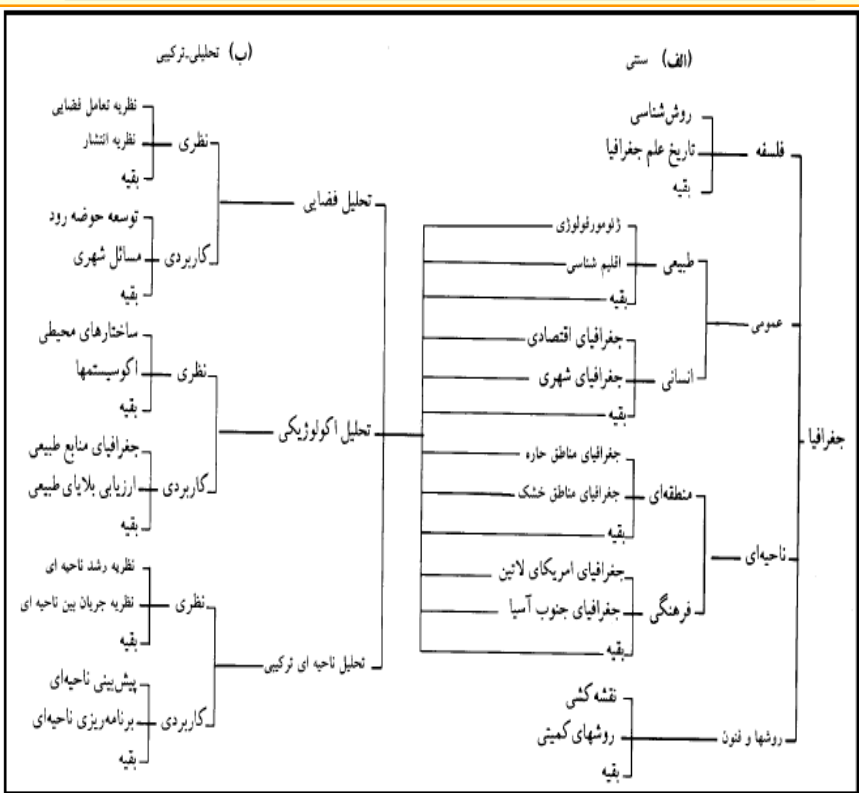 (الف) سنتی
جغرافیا
فلسفه
روش‌شناسی
تاریخ علم جغرافیا
بقیه
عمومی
طبیعی
ژئومورفولوژی
اقلیم شناسی
بقیه
انسانی
جغرافیای اقتصادی
جغرافیای شهری
بقیه
ناحیه‌ای
منطقه‌ای
جغرافیای مناطق حاره
جغرافیای مناطق خشک
بقیه
فرهنگی
جغرافیای امریکای لاتین
جغرافیای جنوب آسیا
بقیه
روشها و فنون
نقشه کشی
روشهای کمیتی
بقیه
(ب) تحلیلی-ترکیبی
تحلیل فضایی
نظری
نظریه تعامل فضایی
نظریه انتشار
بقیه
کاربردی
توسعه حوضه رود
مسائل شهری
بقیه
تحلیل اکولوژیکی
نظری
ساختارهای محیطی
اکوسیستمها
بقیه
کاربردی
جغرافیای منابع طبیعی
ارزیابی بلایای طبیعی
بقیه
تحلیل ناحیه ای ترکیبی
نظری
نظریه رشد ناحیه ای
نظریه جریان بین ناحیه ای
بقیه
کاربردی
پیش‌بینی ناحیه‌ای
برنامه‌ریزی ناحیه‌ای
بقیه